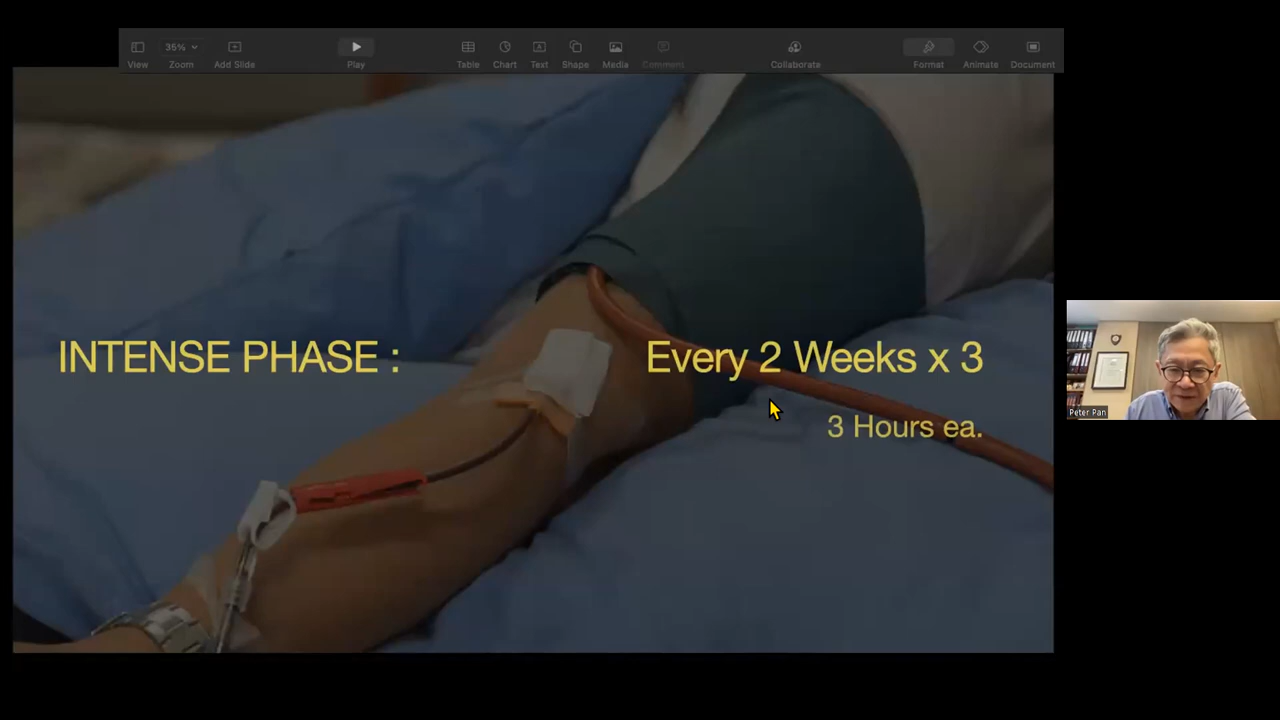 35%
View
Zoom
Add Slide
Play
Table
Chart
Text
Shape
Media
Comment
Collaborate
Format
Animate
Document
INTENSE PHASE :
Every 2 Weeks x 3
3 Hours ea.
Peter Pan